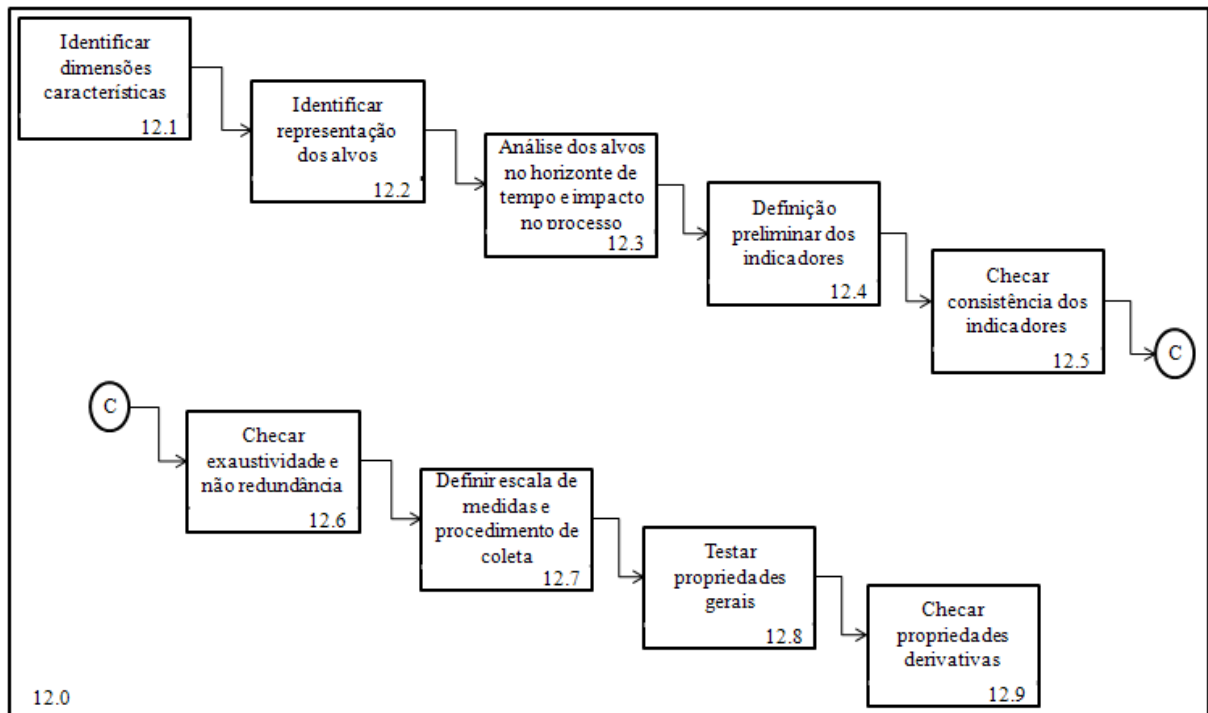 Identificar
dimensões
características
12.1
Identificar
representação
dos alvos
12.2
Análise dos alvos
no horizonte de
tempo e impacto
no processo
12.3
Definição
preliminar dos
indicadores
12.4
Checar
consistência dos
indicadores
12.5
C
C
Checar
exaustividade e
não redundância
12.6
Definir escala de
medidas e
procedimento de
coleta
12.7
Testar
propriedades
gerais
12.8
Checar
propriedades
derivativas
12.9
12.0